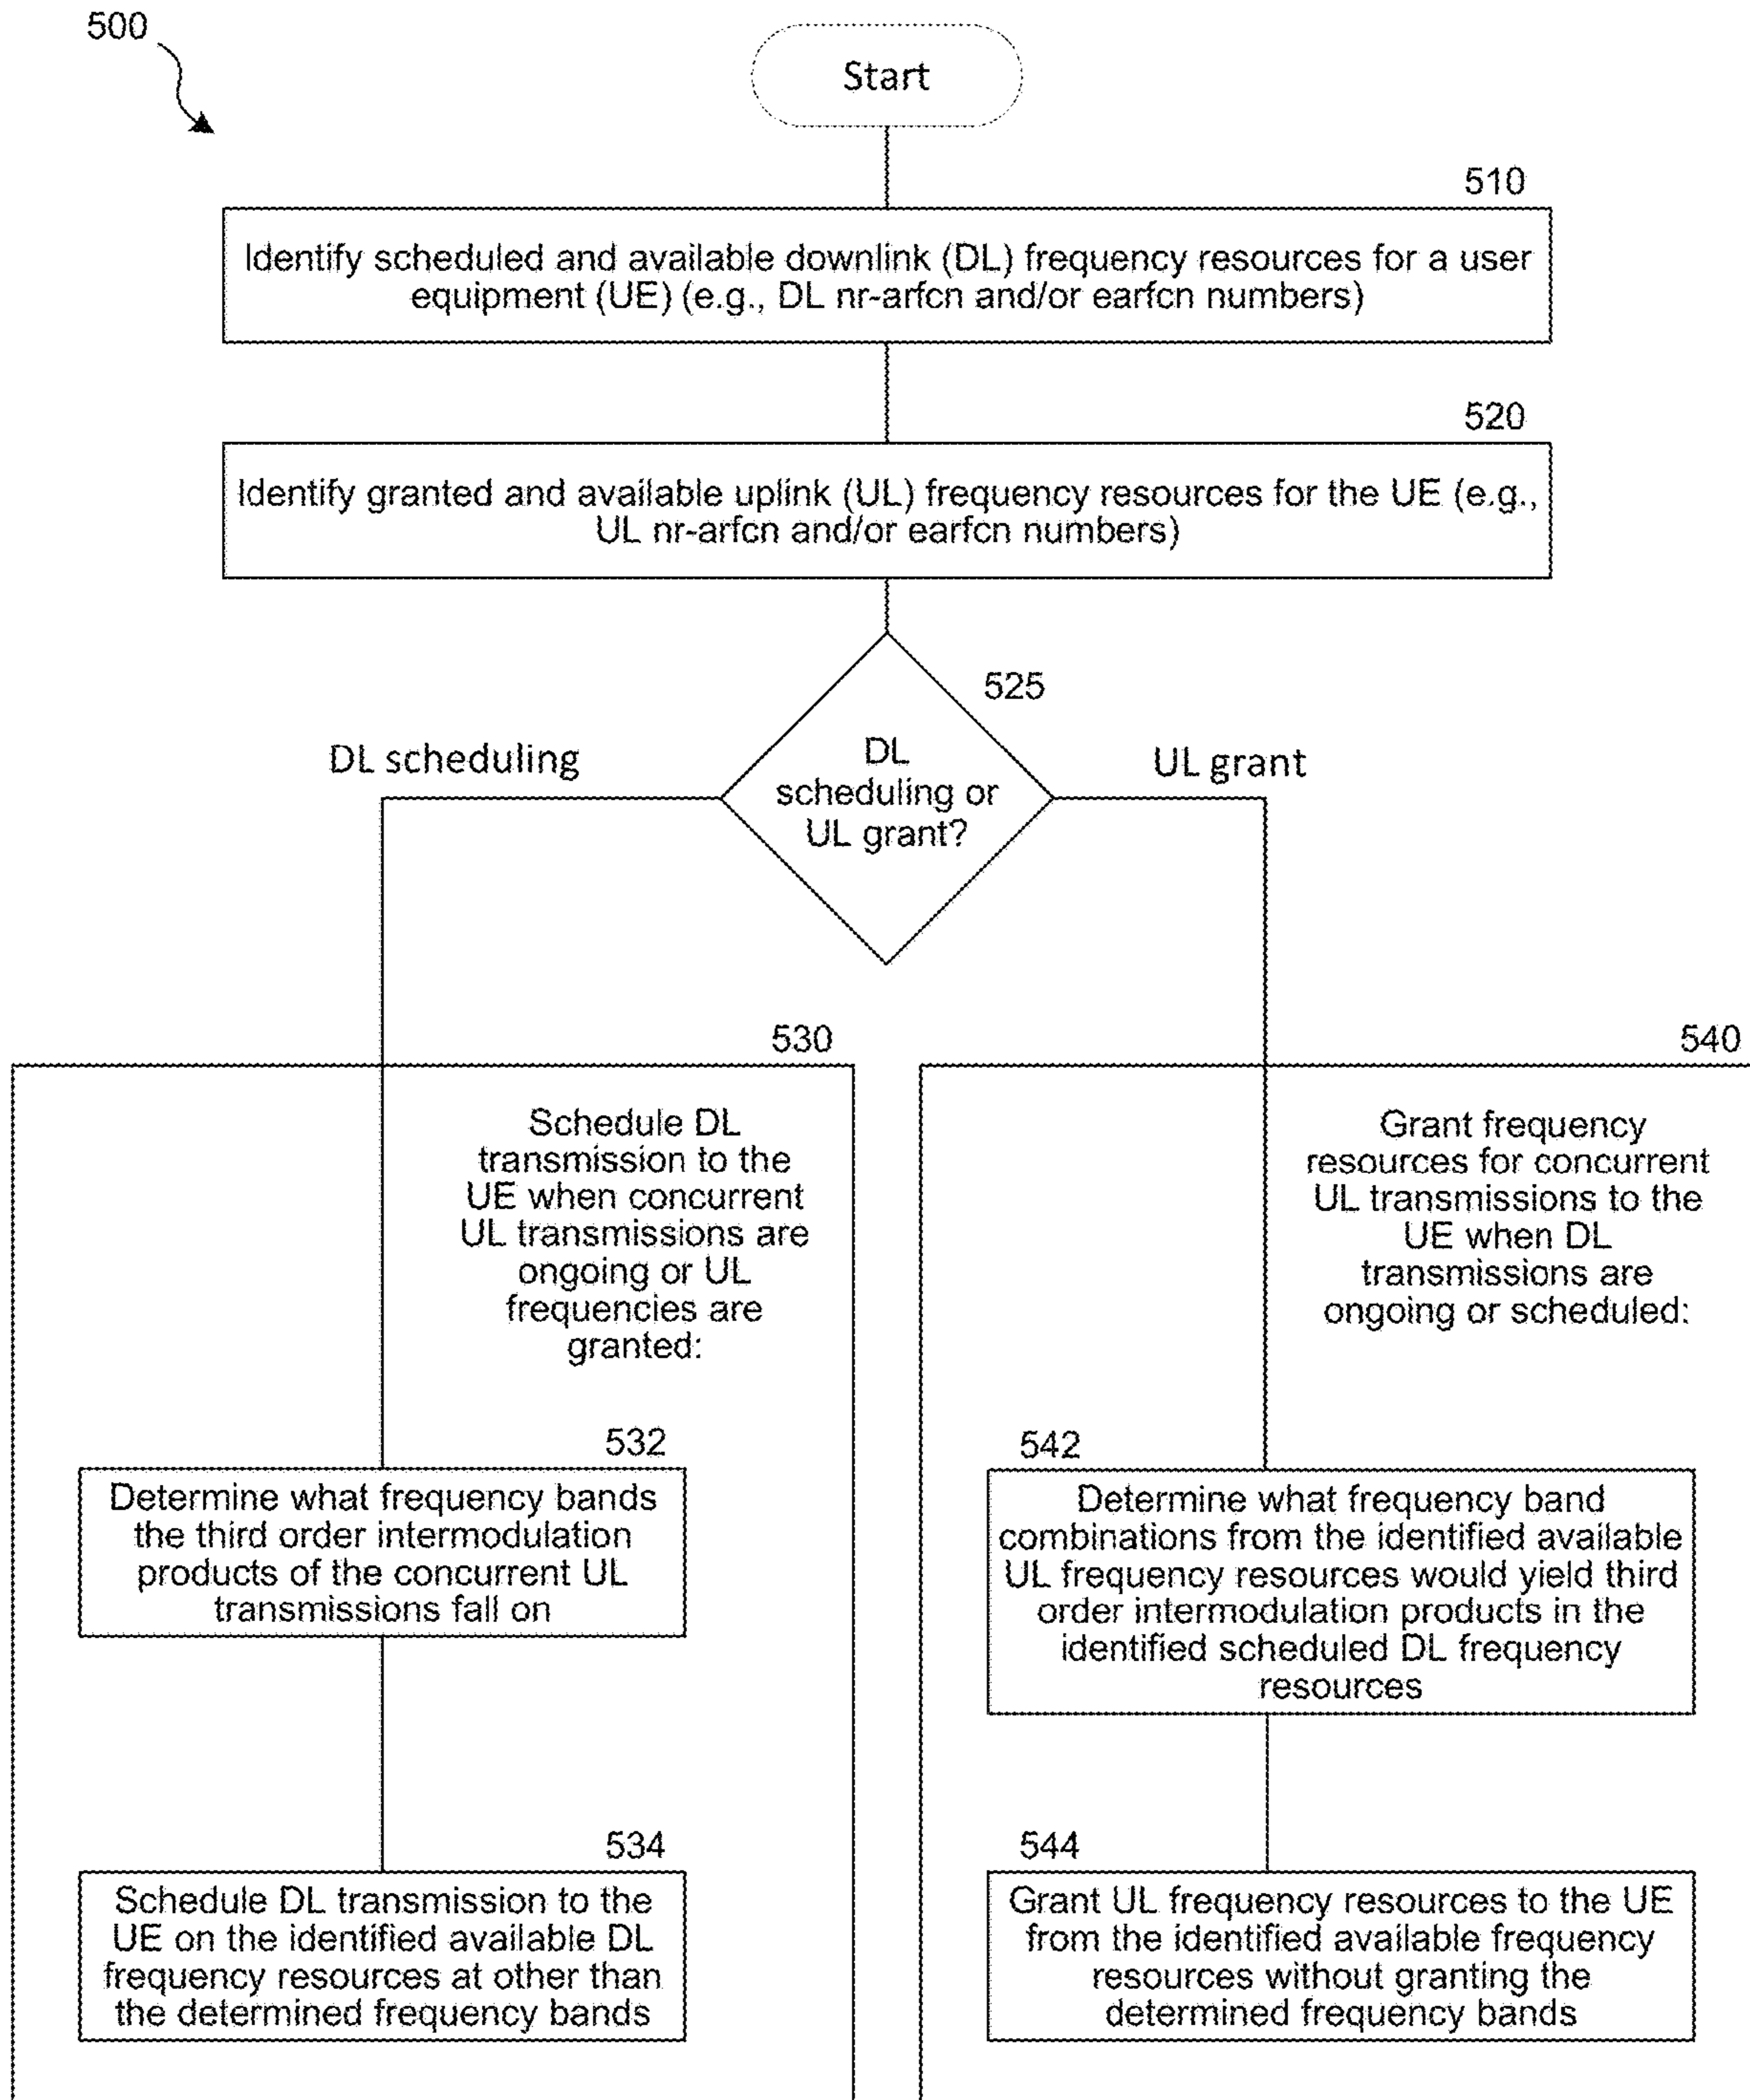 500
Start
510
Identify scheduled and available downlink (DL) frequency resources for a user
equipment (UE) (e.g., DL nr-arfcn and/or earfcn numbers)
520
Identify granted and available uplink (UL) frequency resources for the UE (e.g.,
UL nr-arfcn and/or earfcn numbers)
525
DL
scheduling or
UL grant?
DL scheduling
UL grant
530
Schedule DL
transmission to the
UE when concurrent
UL transmissions are
ongoing or UL
frequencies are
granted:
532
Determine what frequency bands
the third order intermodulation
products of the concurrent UL
transmissions fall on
534
Schedule DL transmission to the
UE on the identified available DL
frequency resources at other than
the determined frequency bands
540
Grant frequency
resources for concurrent
UL transmissions to the
UE when DL
transmissions are
ongoing or scheduled:
542
Determine what frequency band
combinations from the identified available
UL frequency resources would yield third
order intermodulation products in the
identified scheduled DL frequency
resources
544
Grant UL frequency resources to the UE
from the identified available frequency
resources without granting the
determined frequency bands